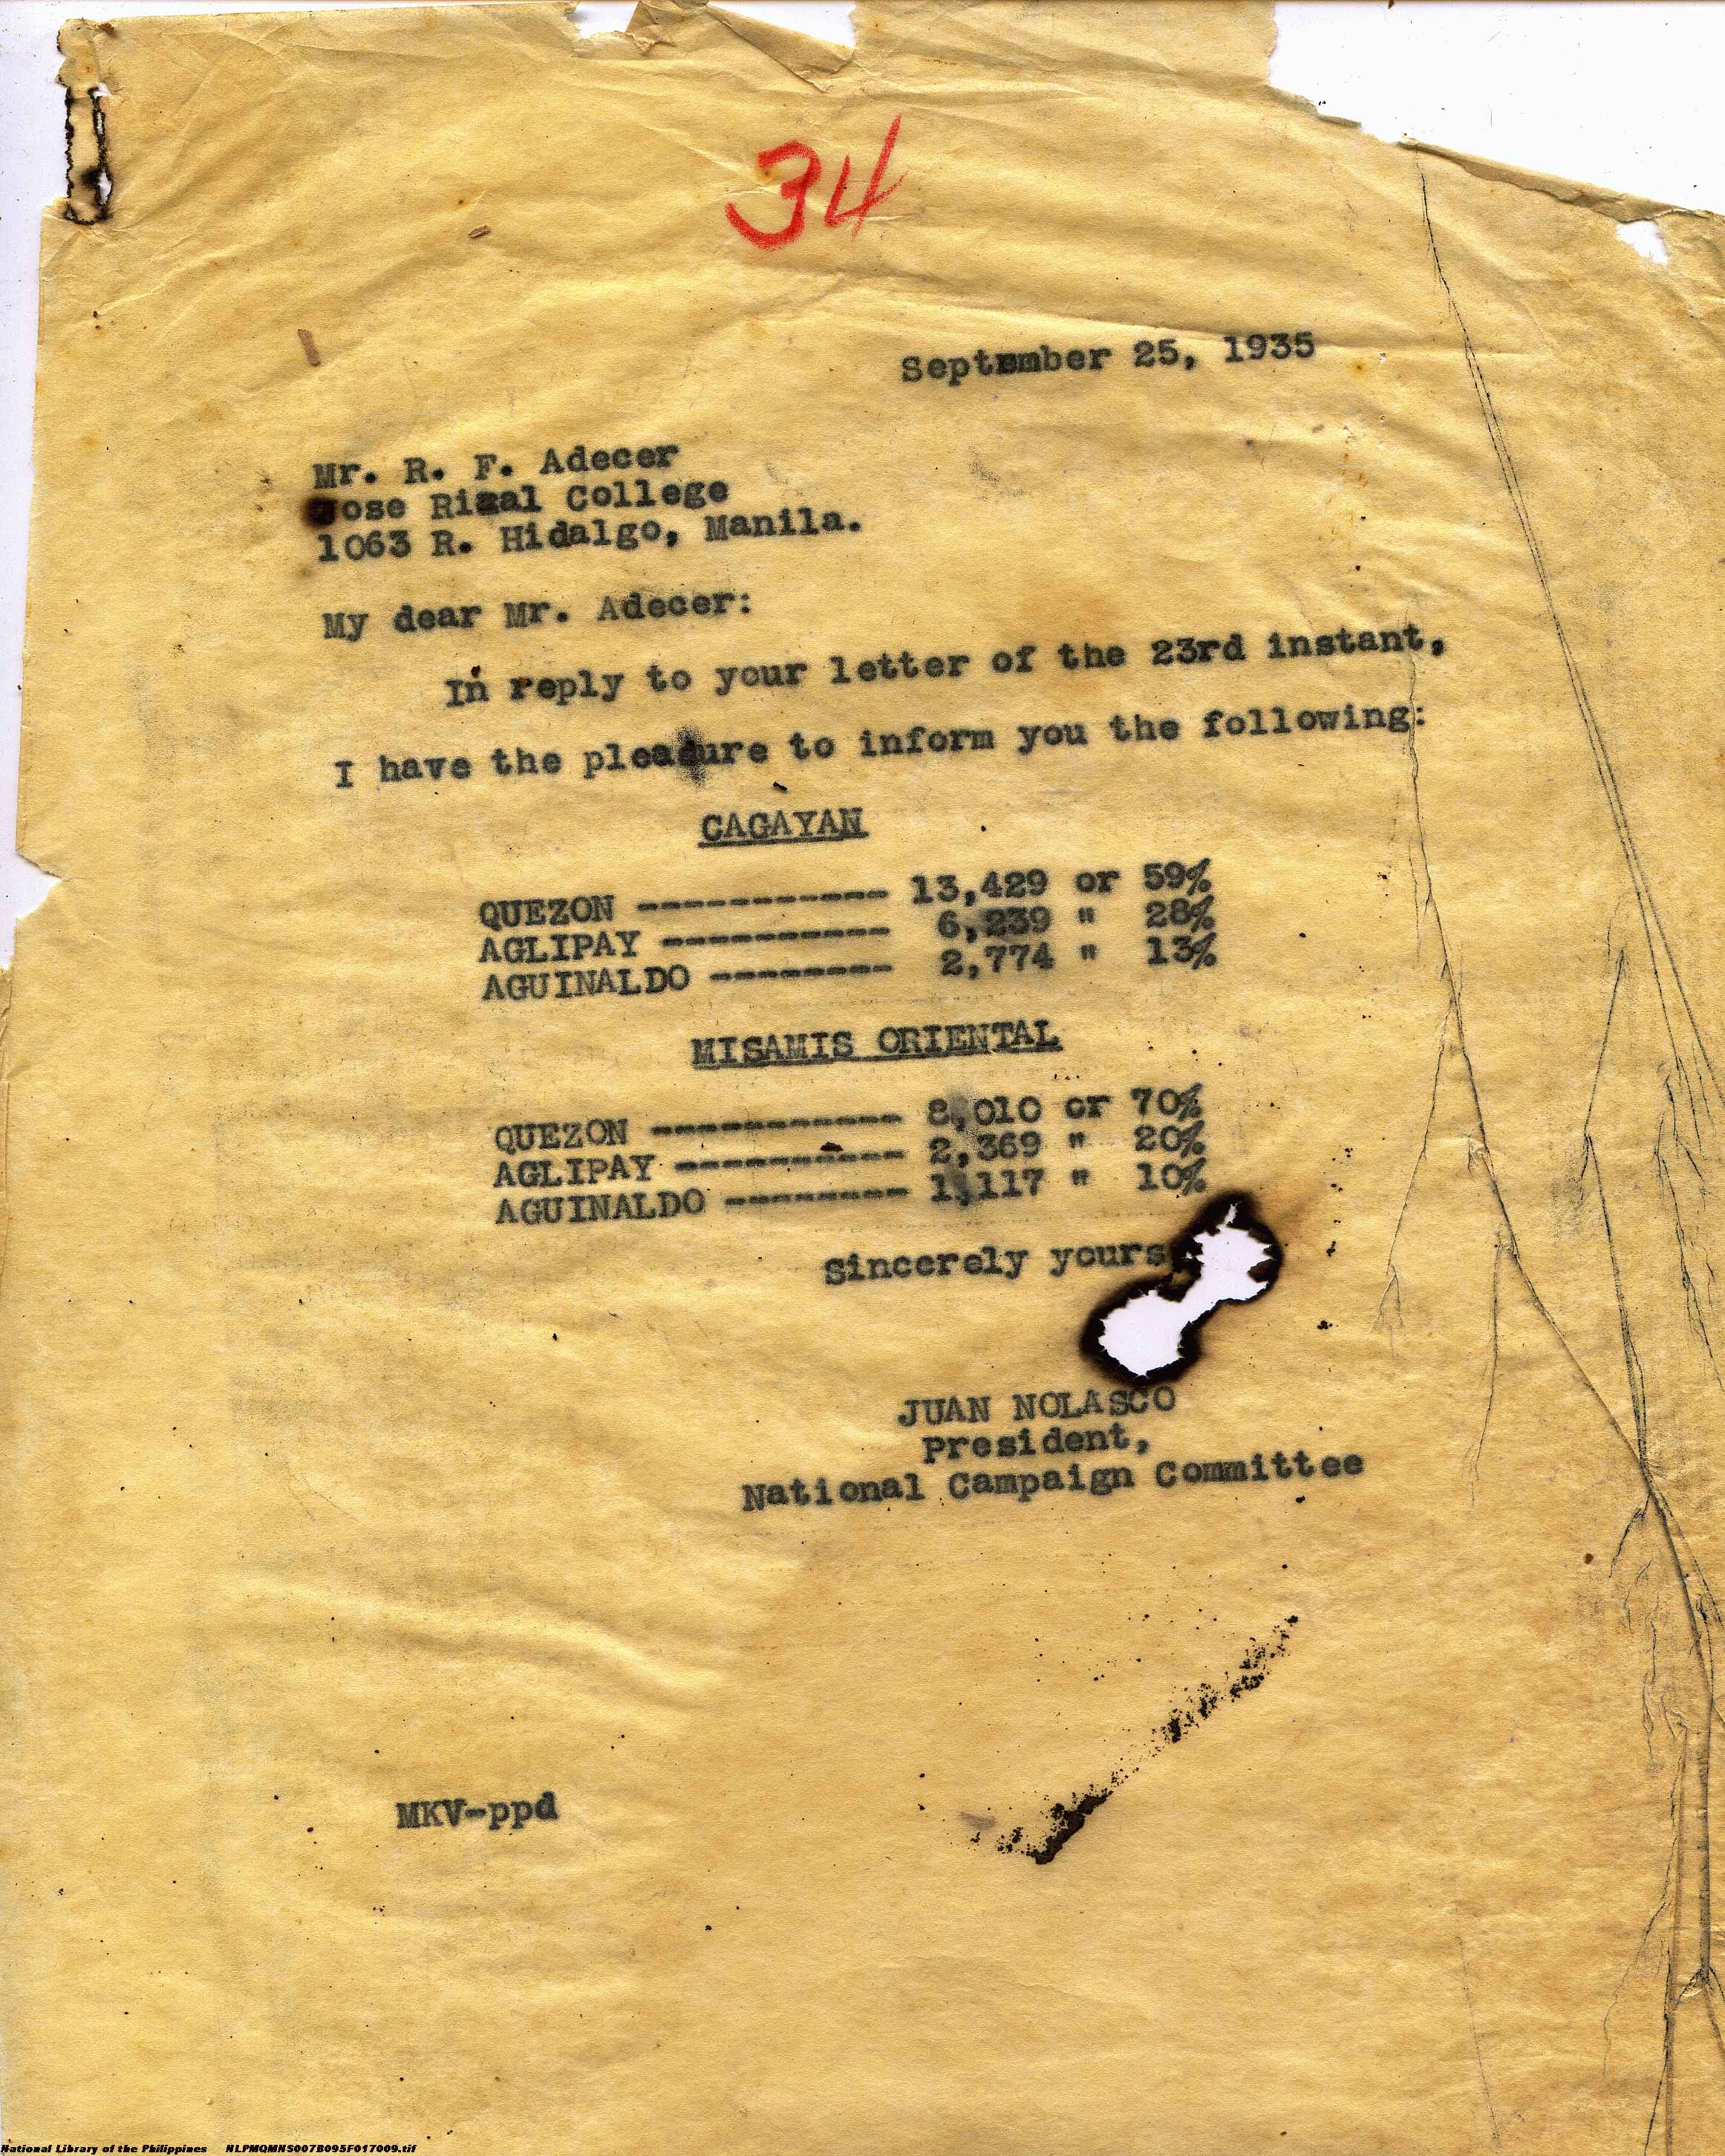 34
September 25, 1935
Mr. R. F. Adecer
Jose Rizal College
1063 R. Hidalgo, Manila.
My dear Mr. Adecer:
In reply to your letter of the 23rd instant,
I have the pleasure to inform you the following:
CAGAYAN
QUEZON ----------- 13,429 or 59%
AGLIPAY ---------- 6,239 " 28%
AGUINALDO -------- 2,774 " 13%
MISAMIS ORIENTAL
QUEZON ----------- 8,010 or 70%
AGLIPAY ---------- 2,369 " 20%
AGUINALDO -------- 1,117 " 10%
Sincerely yours
JUAN NOLASCO
President,
National Campaign Committee
MKV-ppd
National Library of the Philippines NLPMQMNS007B095F017009.tif